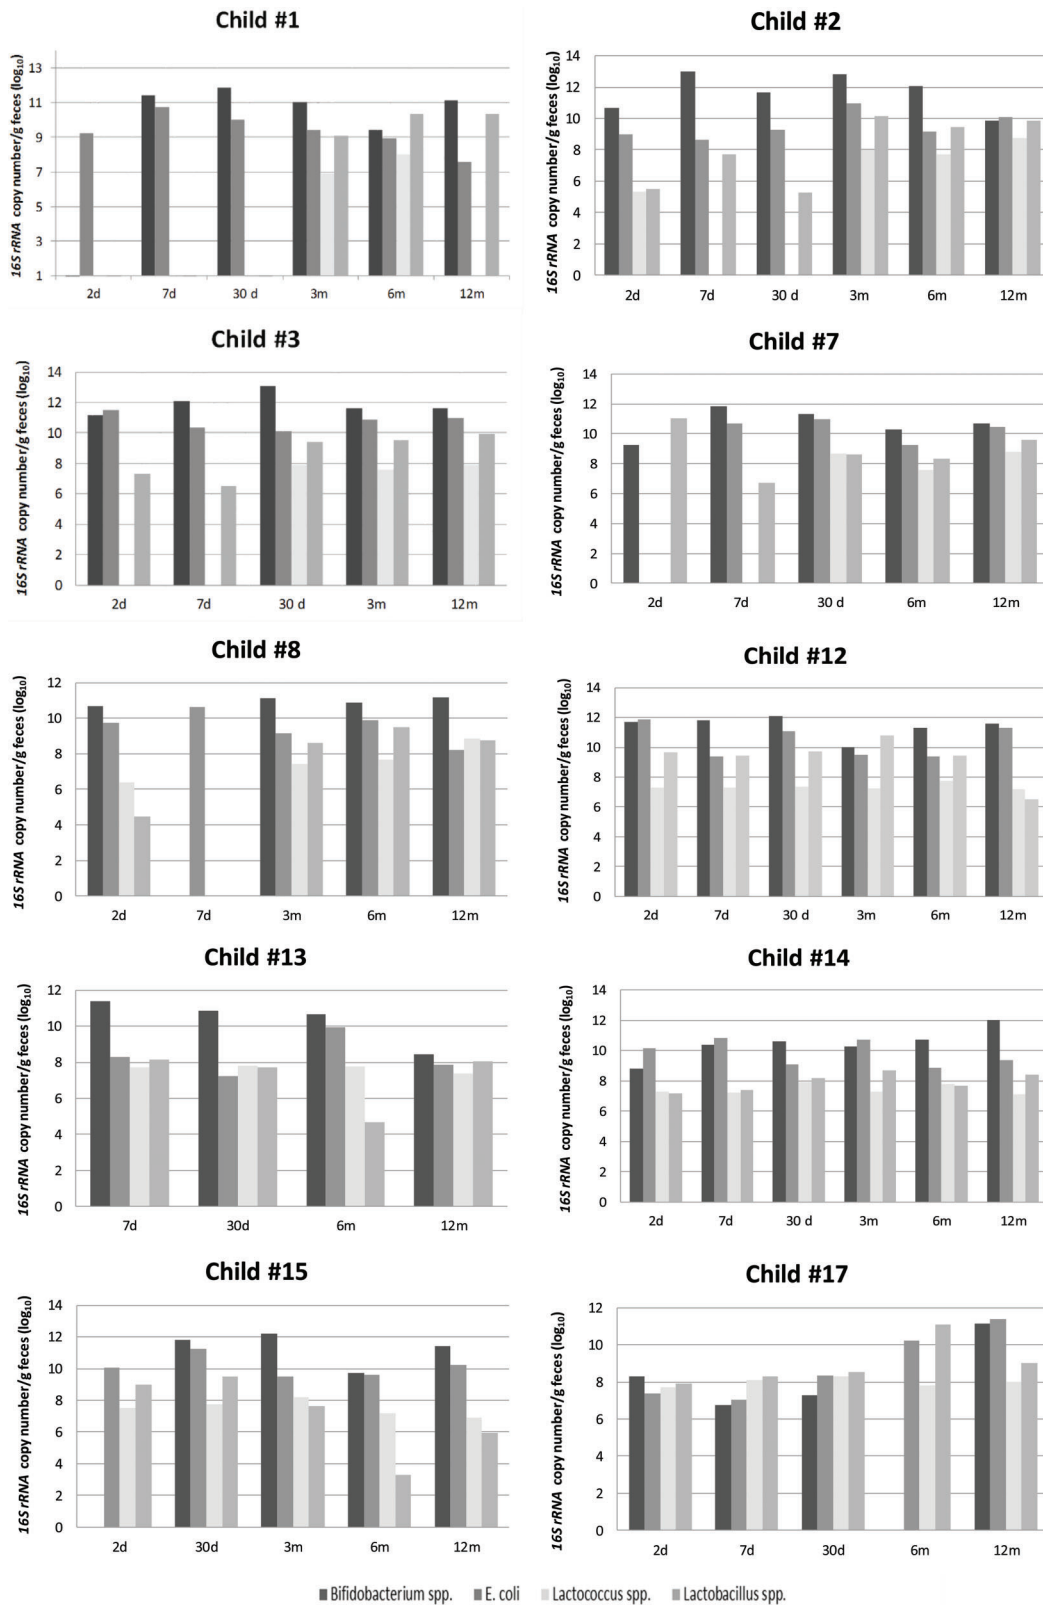 Child #1
16S rRNA copy number/g feces (log10)
13
11
9
7
5
3
1
2d 7d 30 d 3m 6m 12m
Child #2
16S rRNA copy number/g feces (log10)
14
12
10
8
6
4
2
0
2d 7d 30 d 3m 6m 12m
Child #3
16S rRNA copy number/g feces (log10)
14
12
10
8
6
4
2
0
2d 7d 30 d 3m 12m
Child #7
16S rRNA copy number/g feces (log10)
14
12
10
8
6
4
2
0
2d 7d 30 d 6m 12m
Child #8
16S rRNA copy number/g feces (log10)
12
10
8
6
4
2
0
2d 7d 3m 6m 12m
Child #12
16S rRNA copy number/g feces (log10)
14
12
10
8
6
4
2
0
2d 7d 30 d 3m 6m 12m
Child #13
16S rRNA copy number/g feces (log10)
12
10
8
6
4
2
0
7d 30d 6m 12m
Child #14
16S rRNA copy number/g feces (log10)
14
12
10
8
6
4
2
0
2d 7d 30 d 3m 6m 12m
Child #15
16S rRNA copy number/g feces (log10)
14
12
10
8
6
4
2
0
2d 30d 3m 6m 12m
Child #17
16S rRNA copy number/g feces (log10)
12
10
8
6
4
2
0
2d 7d 30d 6m 12m
Bifidobacterium spp. E. coli Lactococcus spp. Lactobacillus spp.